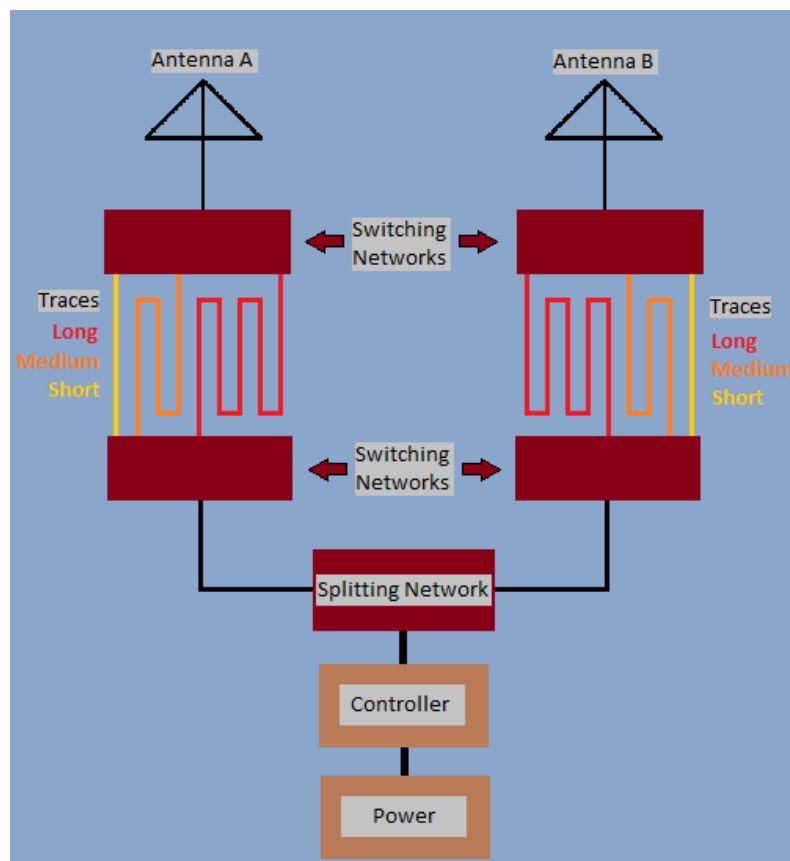 Antenna A
Antenna B
Switching
Networks
Traces
Long
Medium
Short
Traces
Long
Medium
Short
Switching
Networks
Splitting Network
Controller
Power